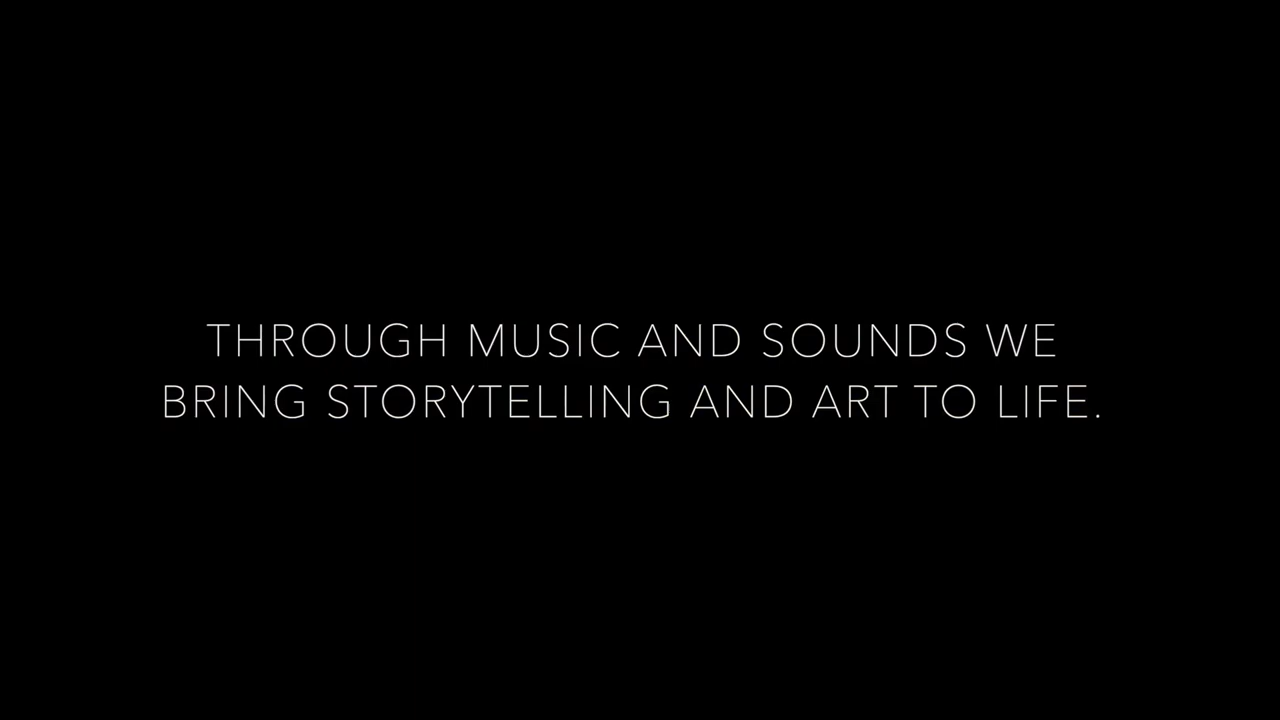 THROUGH MUSIC AND SOUNDS WE
BRING STORYTELLING AND ART TO LIFE.